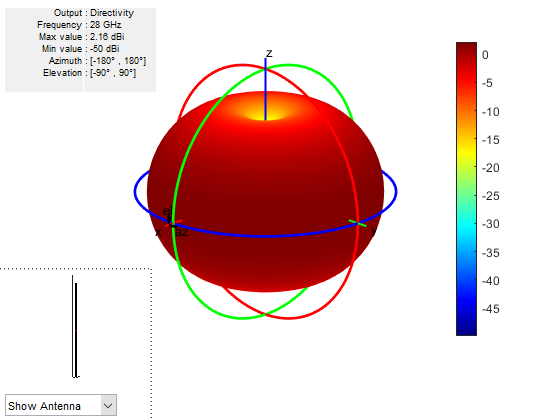 Output : Directivity
Frequency : 28 GHz
Max value : 2.16 dBi
Min value : -50 dBi
Azimuth : [-180° , 180°]
Elevation : [-90° , 90°]
z
x
y
0
-5
-10
-15
-20
-25
-30
-35
-40
-45
Show Antenna